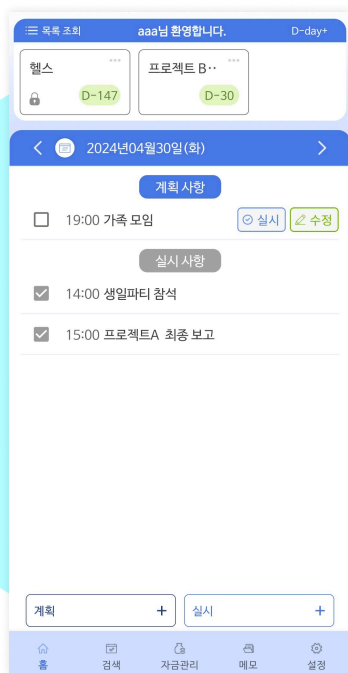 목록 조회 aaa님 환영합니다. D-day+
헬스 프로젝트 B··
D-147 D-30
2024년04월30일(화)
계획 사항
19:00 가족 모임 실시 수정
실시 사항
14:00 생일파티 참석
15:00 프로젝트A 최종 보고
계획 + 실시 +
홈 검색 자금관리 메모 설정